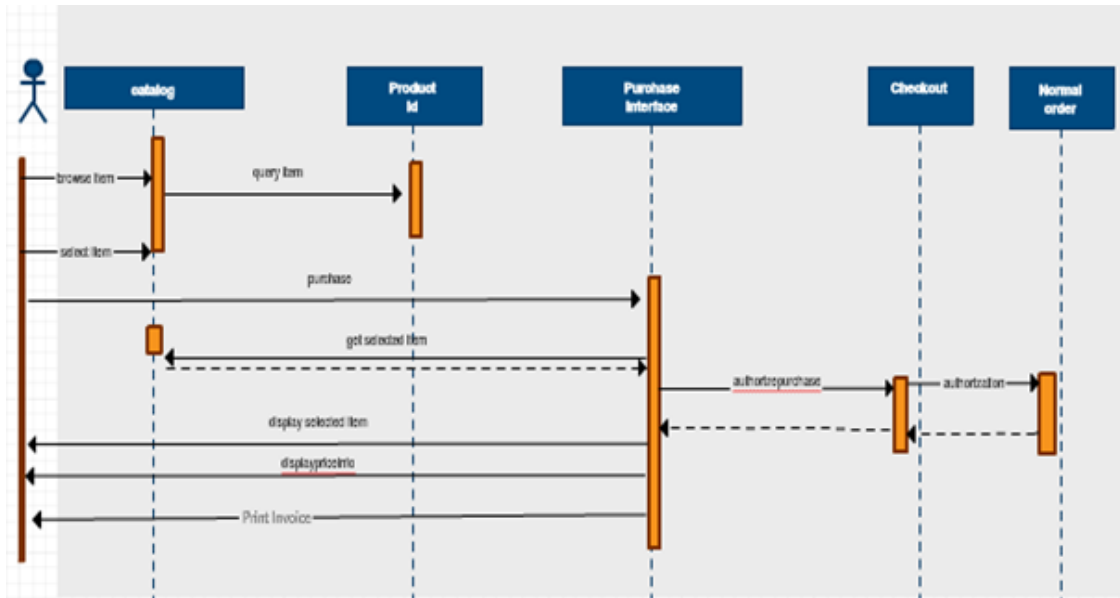 catalog
Product
Id
Purchase
Interface
Checkout
Normal
order
browse item
query item
select item
purchase
get selected item
authorizepurchase
authorization
display selected item
displaypriceinfo
Print Invoice